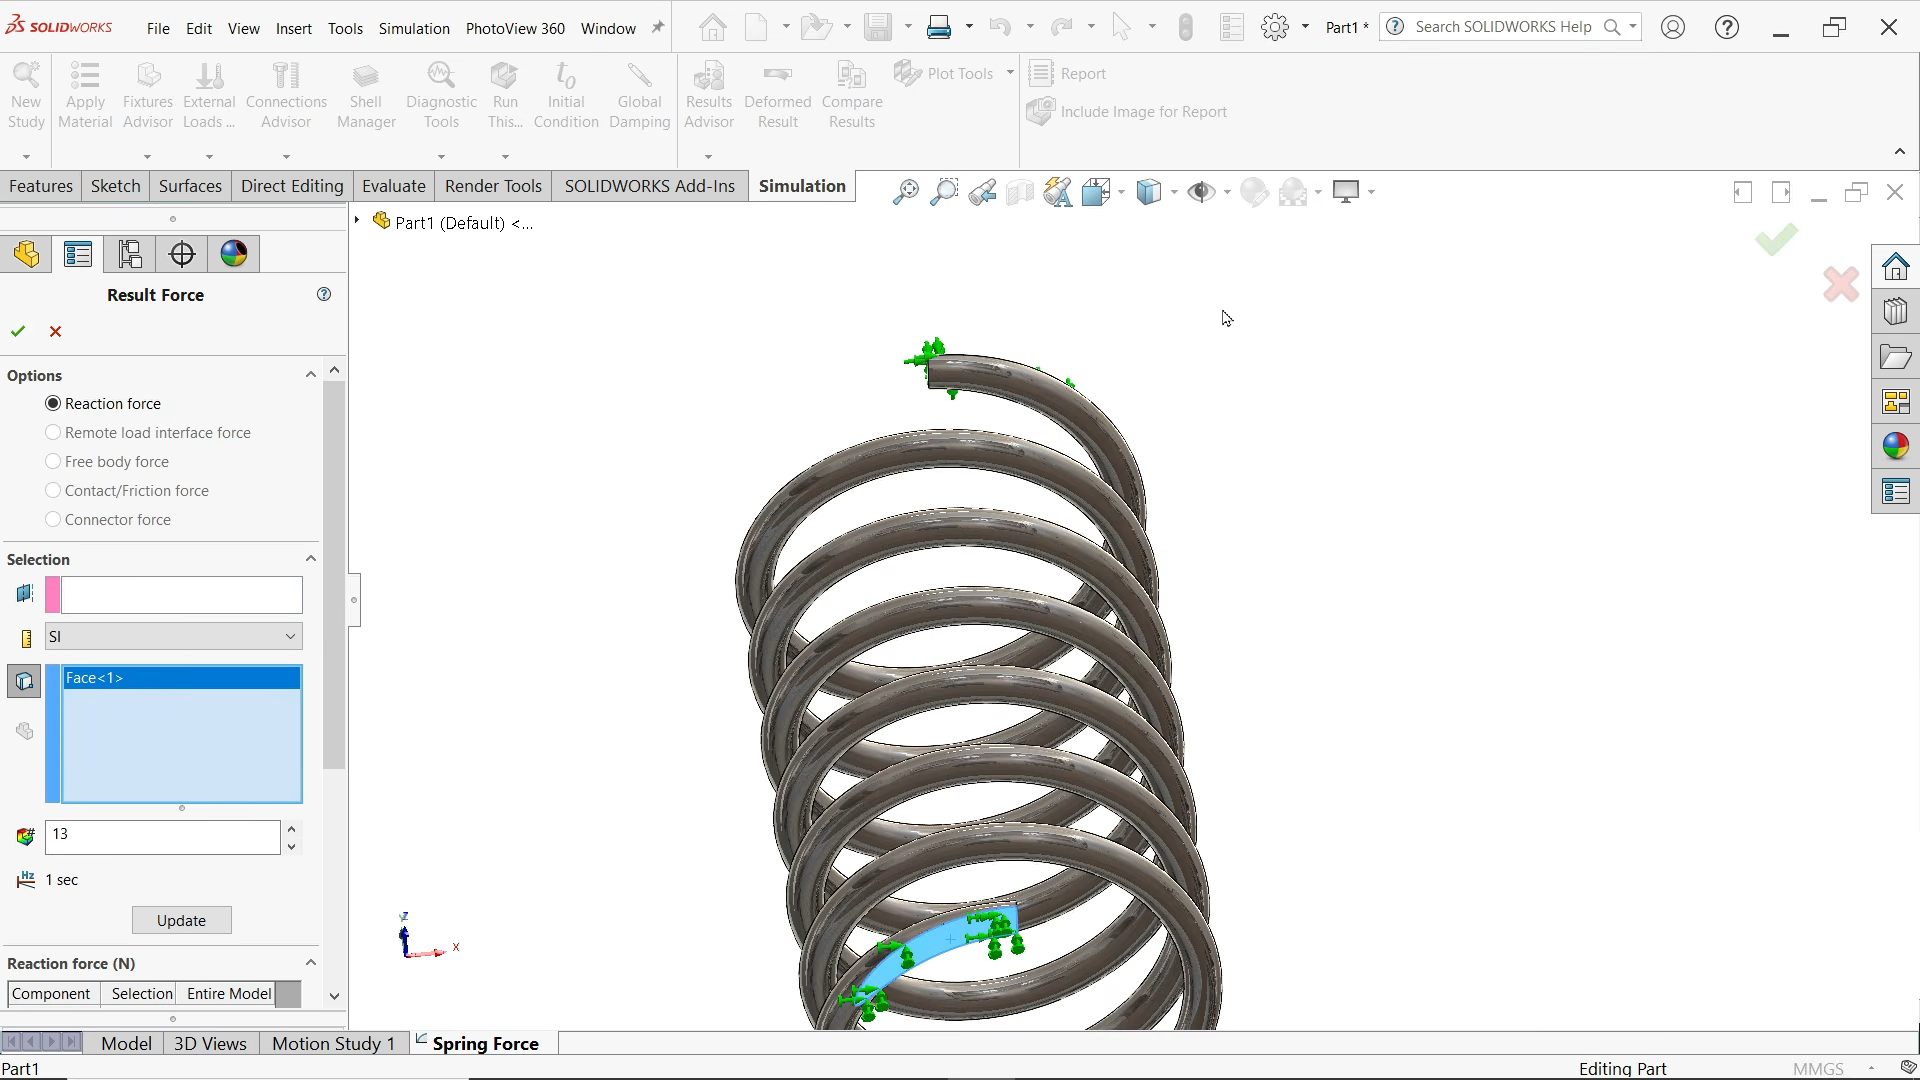 SOLIDWORKS File Edit View Insert Tools Simulation PhotoView 360 Window Part1 * Search SOLIDWORKS Help
New Study
Apply Material
Fixtures Advisor
External Loads ...
Connections Advisor
Shell Manager
Diagnostic Tools
Run This...
Initial Condition
Global Damping
Results Advisor
Deformed Result
Compare Results
Plot Tools
Report
Include Image for Report
Features Sketch Surfaces Direct Editing Evaluate Render Tools SOLIDWORKS Add-Ins Simulation
Part1 (Default) <...
Result Force
Options
Reaction force
Remote load interface force
Free body force
Contact/Friction force
Connector force
Selection
SI
Face<1>
13
Hz
1 sec
Update
Reaction force (N)
Component Selection Entire Model
Z
X
Model 3D Views Motion Study 1 Spring Force
Part1 Editing Part MMGS